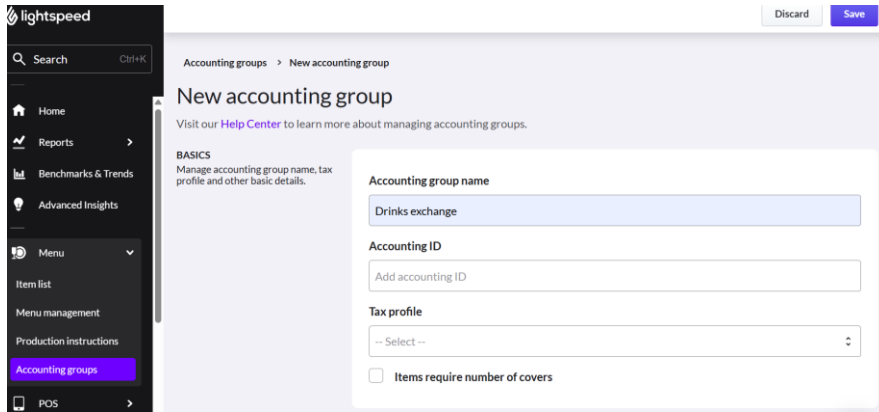 lightspeed
Discard
Save
Search
Ctrl+K
Home
Reports
Benchmarks & Trends
Advanced Insights
Menu
Item list
Menu management
Production instructions
Accounting groups
POS
Accounting groups > New accounting group
New accounting group
Visit our Help Center to learn more about managing accounting groups.
BASICS
Manage accounting group name, tax
profile and other basic details.
Accounting group name
Drinks exchange
Accounting ID
Add accounting ID
Tax profile
-- Select --
Items require number of covers